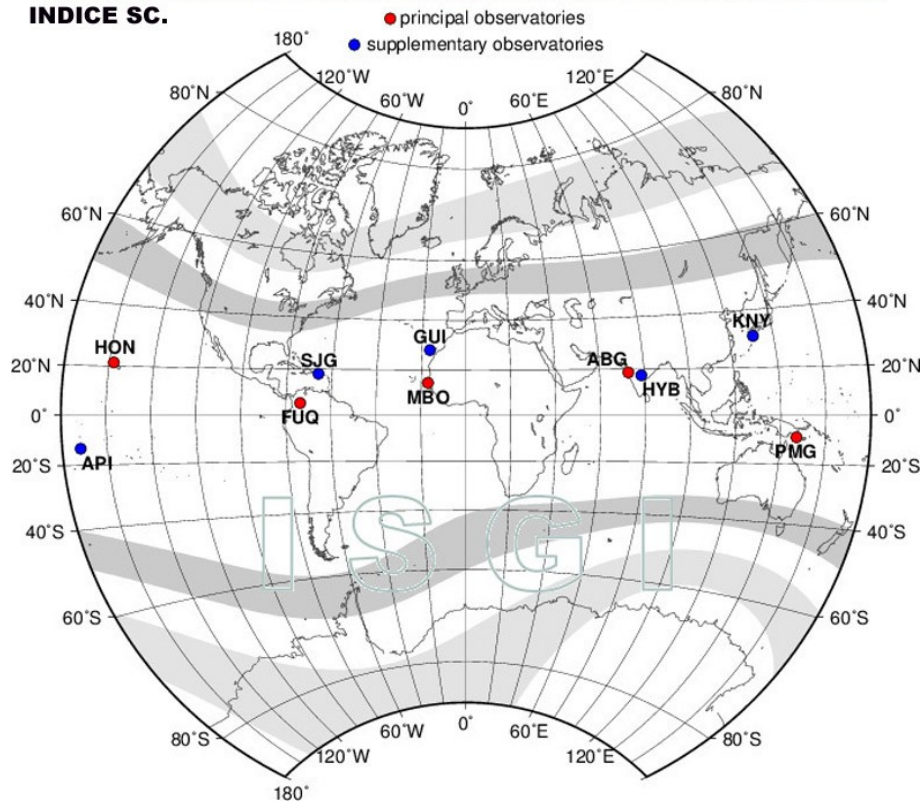 INDICE SC.
principal observatories
supplementary observatories
180˚
120˚W 120˚E
80˚N 60˚W 0˚ 60˚E 80˚N
60˚N 60˚N
40˚N 40˚N
KNY
GUI
HON
SJG ABG
20˚N 20˚N
HYB
MBO
FUQ
0˚ 0˚
PMG
API
20˚S 20˚S
I S G I
40˚S 40˚S
60˚S 60˚S
80˚S 60˚W 0˚ 60˚E 80˚S
120˚W 120˚E
180˚